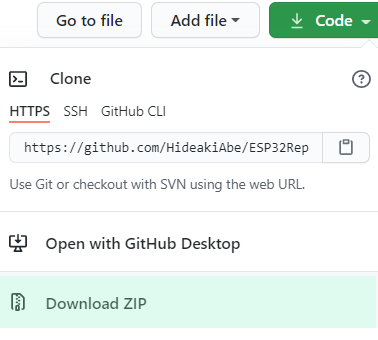 Go to file Add file Code
Clone
HTTPS SSH GitHub CLI
https://github.com/HideakiAbe/ESP32Rep
Use Git or checkout with SVN using the web URL.
Open with GitHub Desktop
Download ZIP